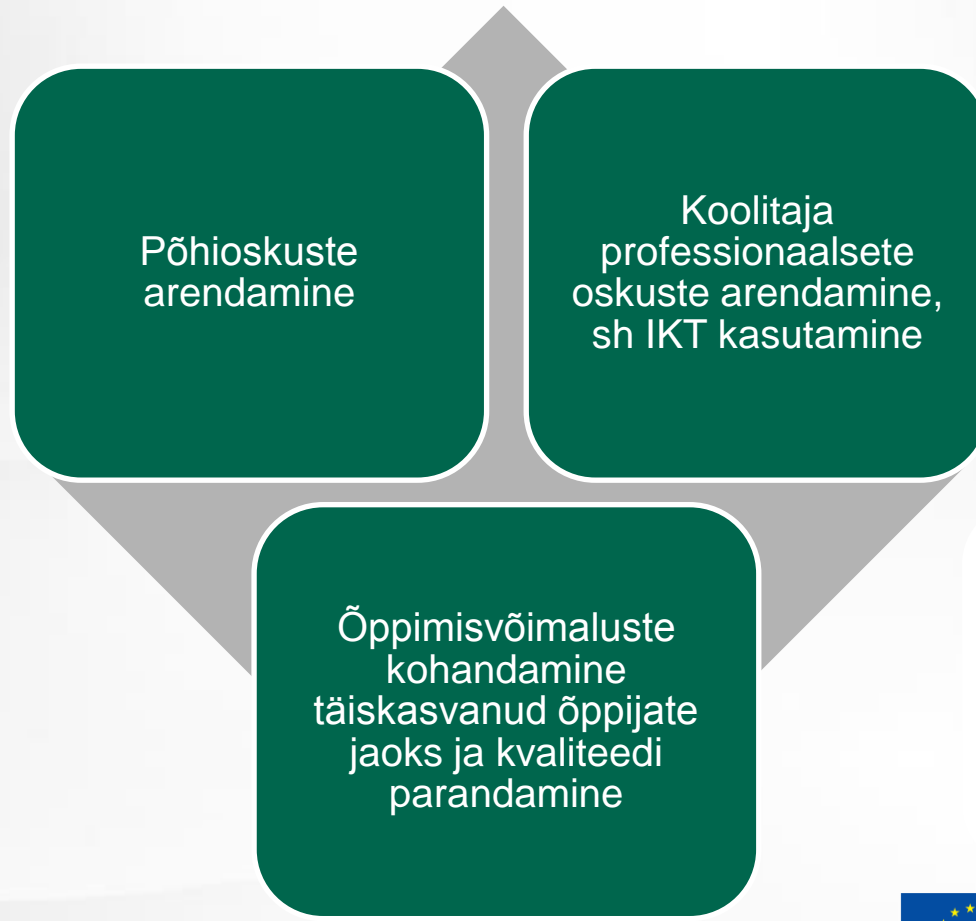 Põhioskuste
arendamine
Koolitaja
professionaalsete
oskuste arendamine,
sh IKT kasutamine
Õppimisvõimaluste
kohandamine
täiskasvanud õppijate
jaoks ja kvaliteedi
parandamine